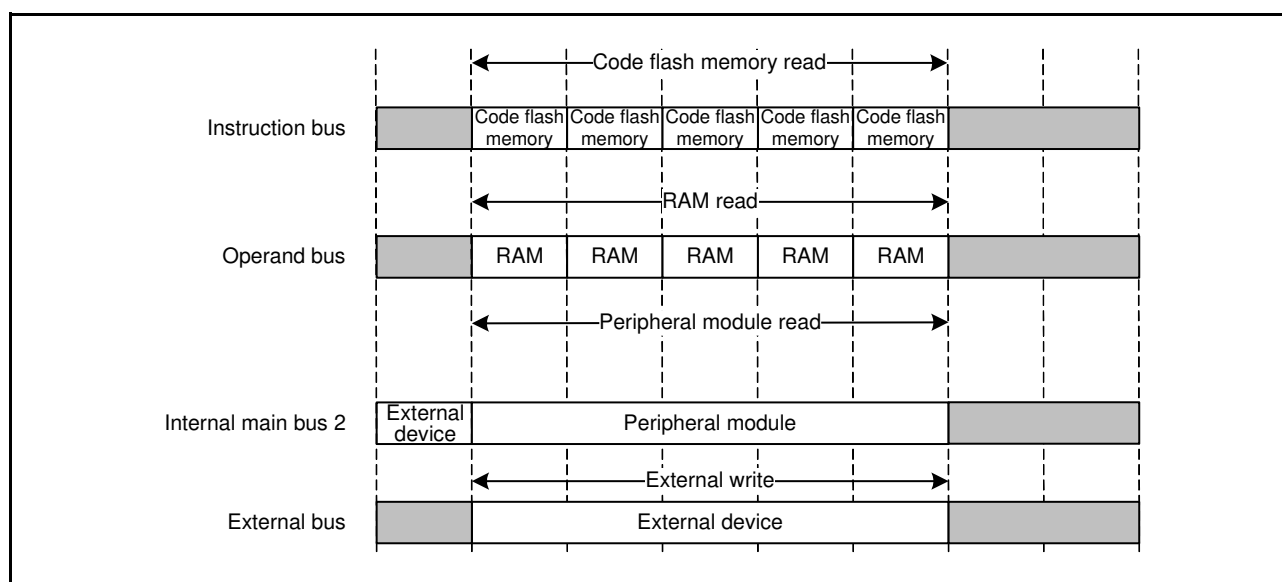 Code flash memory read
Instruction bus
Code flash Code flash Code flash Code flash Code flash
memory memory memory memory memory
RAM read
Operand bus
RAM RAM RAM RAM RAM
Peripheral module read
Internal main bus 2
External
device
Peripheral module
External write
External bus
External device